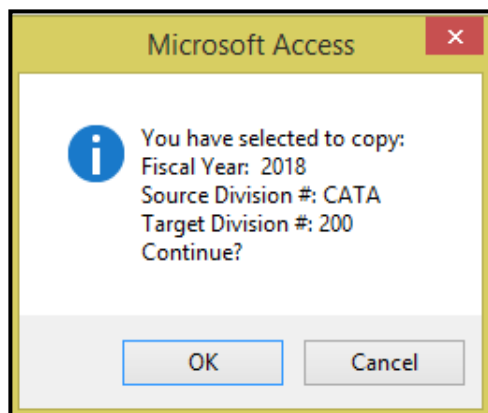 Microsoft Access
You have selected to copy:
Fiscal Year:  2018
Source Division #: CATA
Target Division #: 200
Continue?
OK
Cancel